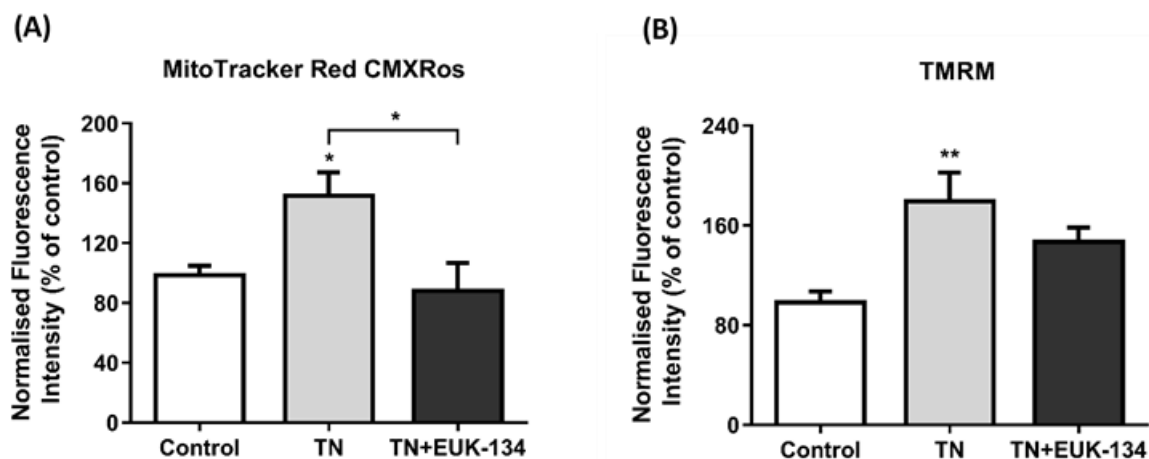 (A)
MitoTracker Red CMXRos
Normalised Fluorescence
Intensity (% of control)
200
160
120
80
40
0
*
*
Control
TN
TN+EUK-134
(B)
TMRM
Normalised Fluorescence
Intensity (% of control)
240
160
80
0
**
Control
TN
TN+EUK-134